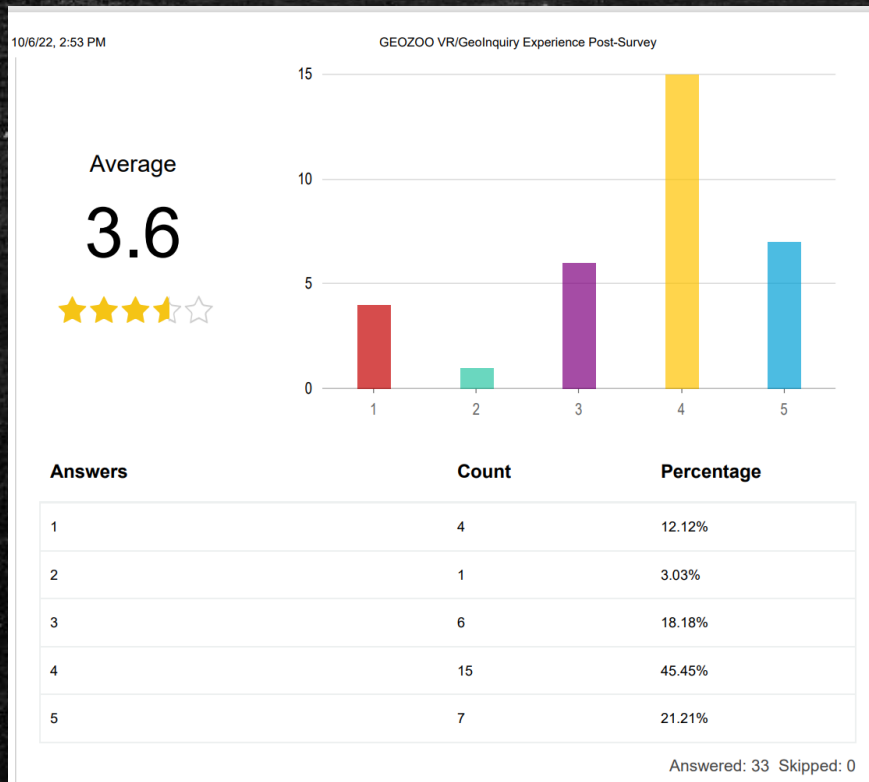 10/6/22, 2:53 PM GEOZOO VR/GeoInquiry Experience Post-Survey
15
10
5
0
1 2 3 4 5
Average
3.6
Answers Count Percentage
1 4 12.12%
2 1 3.03%
3 6 18.18%
4 15 45.45%
5 7 21.21%
Answered: 33 Skipped: 0